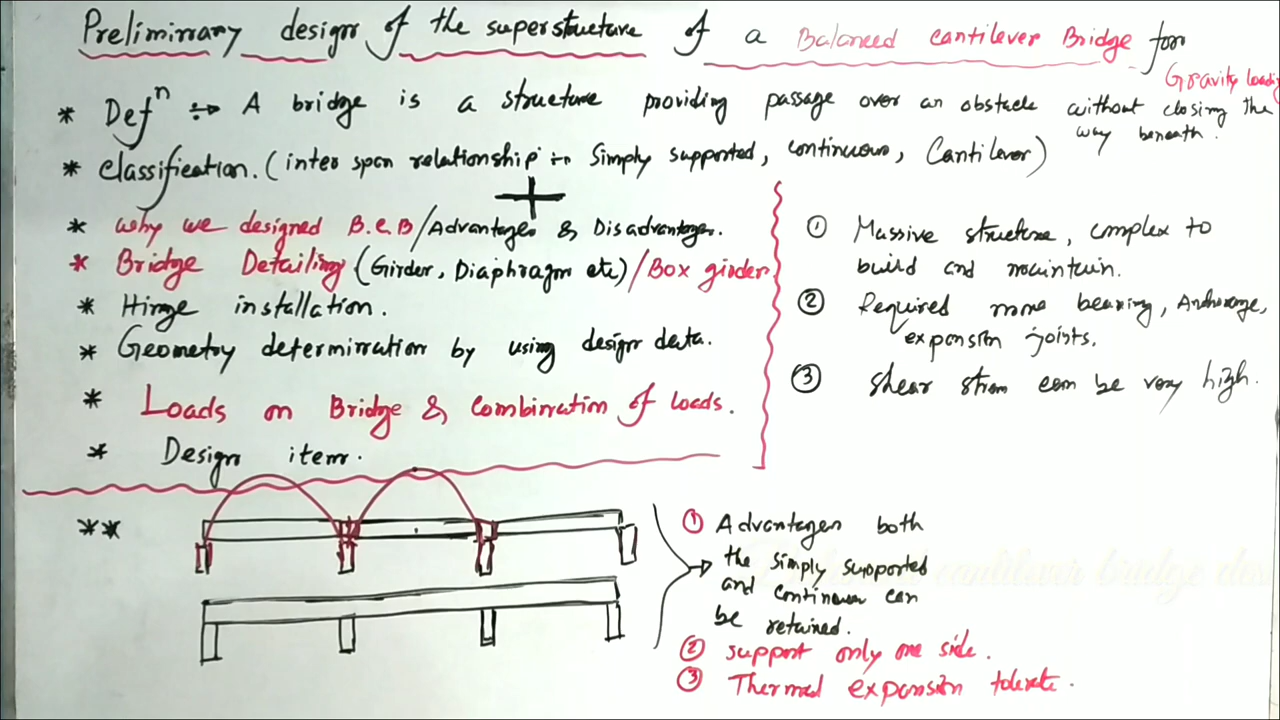 Preliminary design of the superstructure of a Balanced cantilever Bridge for
Gravity loading
* Defn :→ A bridge is a structure providing passage over an obstacle without closing the
way beneath.
* Classification. (inter span relationship :- Simply supported, continuous, Cantilever)
* Why we designed B.C.B/Advantages & Disadvantages.
* Bridge Detailing (Girder, Diaphragm etc)/Box girder
* Hinge installation.
* Geometry determination by using design data.
* Loads on Bridge & Combination of loads.
* Design item.
① Massive structure, complex to
build and maintain.
② Required more bearing, Anchorage,
expansion joints.
③ Shear stress can be very high.
**
① Advantages both
the simply supported
and continuous can
be retained.
② Support only one side.
③ Thermal expansion tolerate.
cantilever bridge des